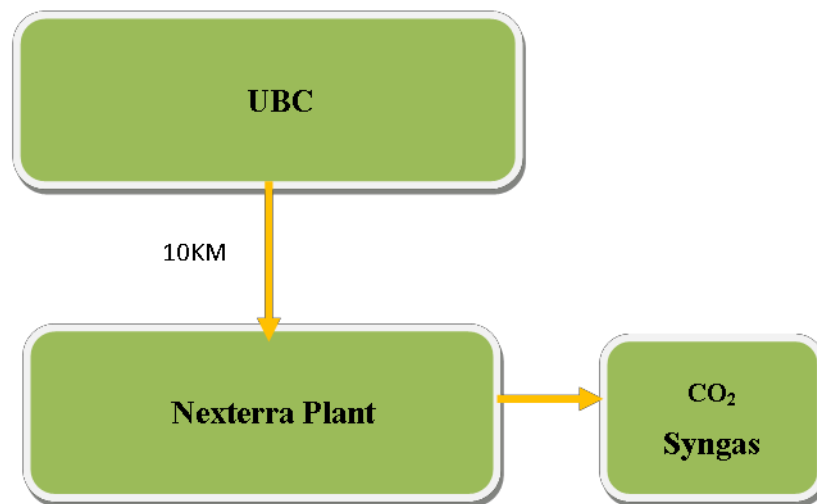 UBC
10KM
Nexterra Plant
CO₂
Syngas